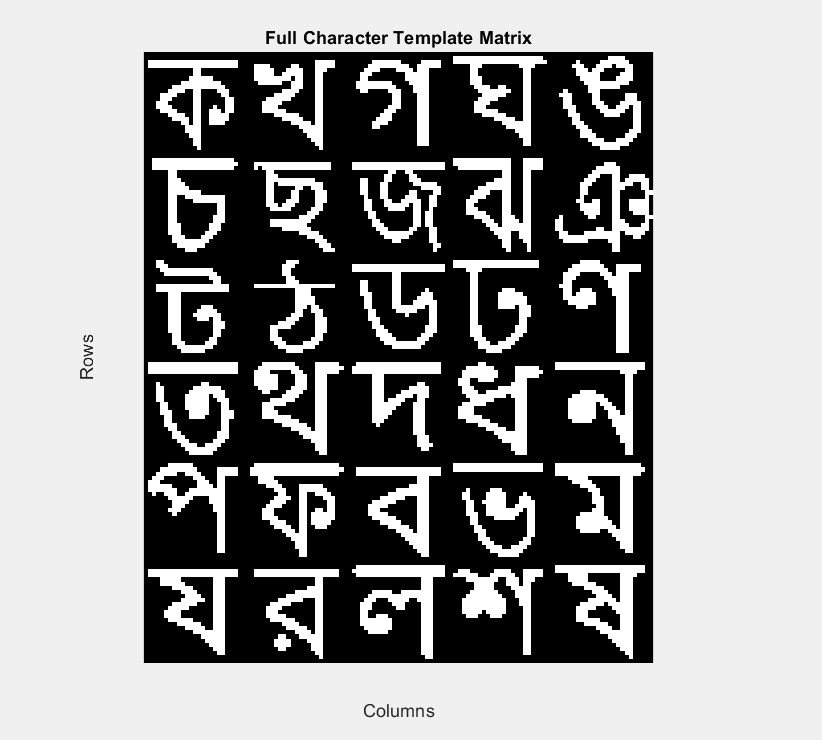 Full Character Template Matrix
ক খ গ ঘ ঙ
চ ছ জ ঝ ঞ
ট ঠ ড ঢ ণ
ত থ দ ধ ন
প ফ ব ভ ম
য র ল শ ষ
Rows
Columns